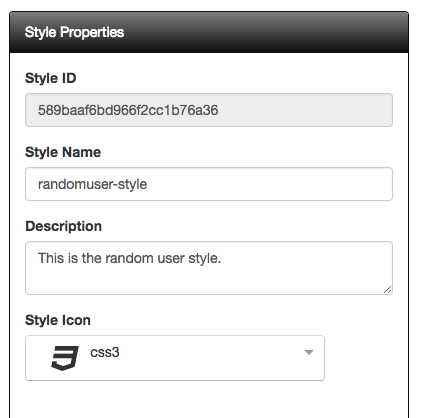 Style Properties
Style ID
589baaf6bd966f2cc1b76a36
Style Name
randomuser-style
Description
This is the random user style.
Style Icon
css3